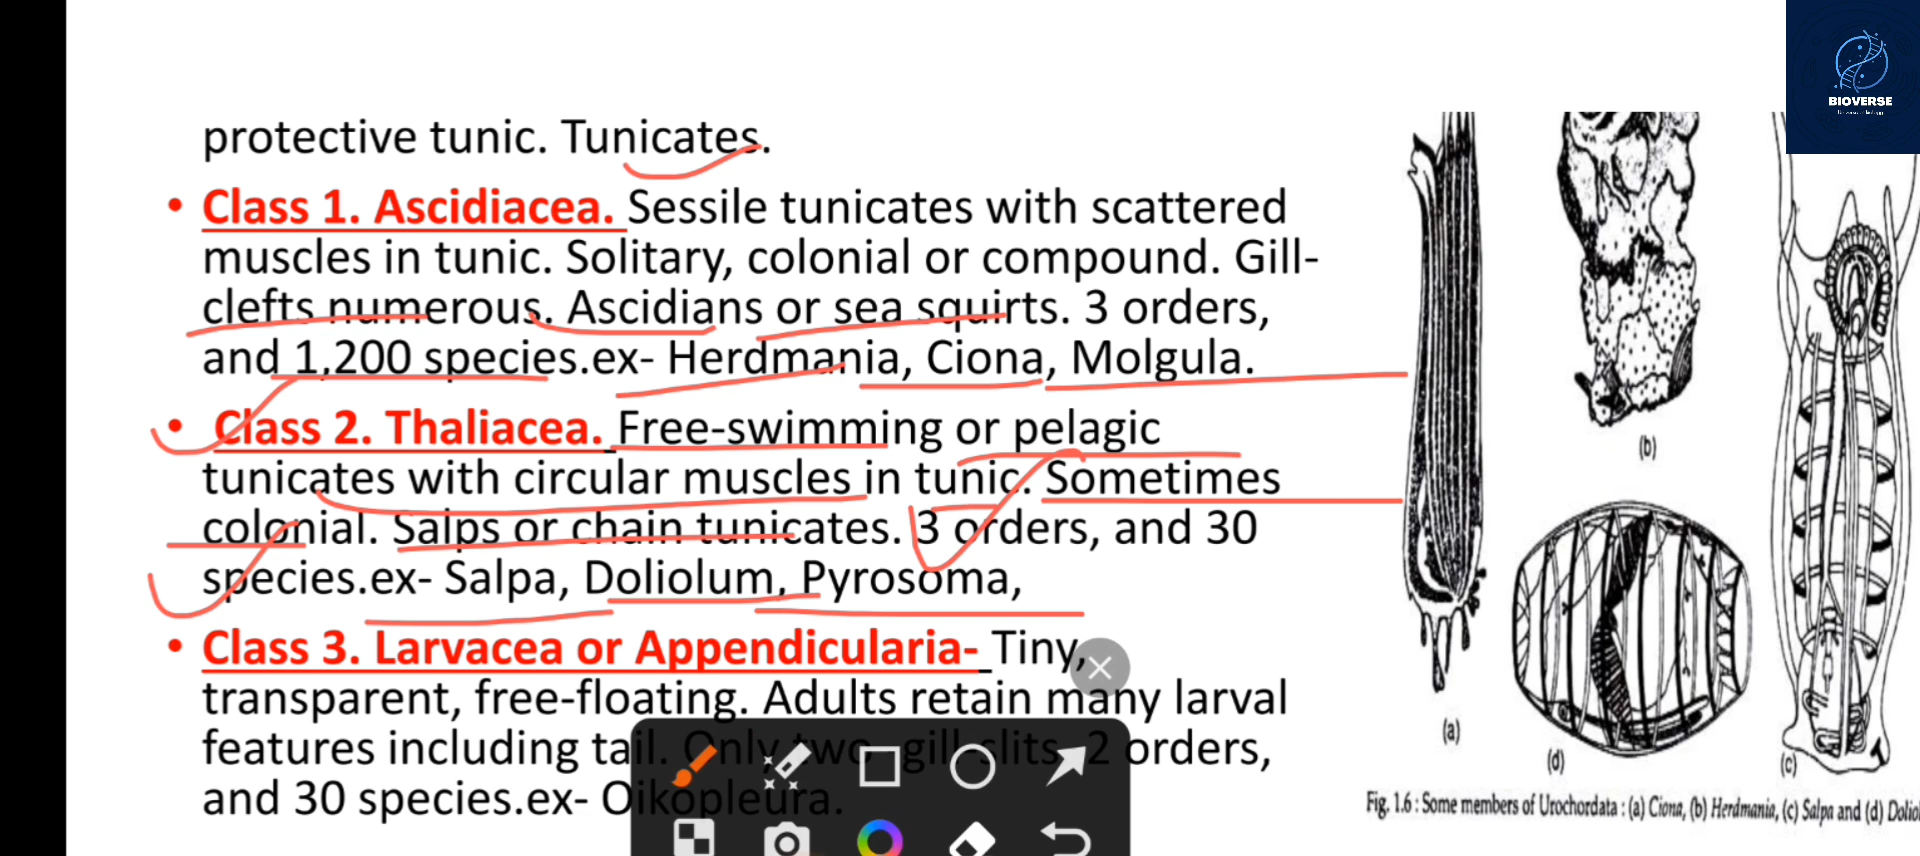 BIOVERSE
protective tunic. Tunicates.
• Class 1. Ascidiacea. Sessile tunicates with scattered
muscles in tunic. Solitary, colonial or compound. Gill-
clefts numerous. Ascidians or sea squirts. 3 orders,
and 1,200 species.ex- Herdmania, Ciona, Molgula.
• Class 2. Thaliacea. Free-swimming or pelagic
tunicates with circular muscles in tunic. Sometimes
colonial. Salps or chain tunicates. 3 orders, and 30
species.ex- Salpa, Doliolum, Pyrosoma,
• Class 3. Larvacea or Appendicularia- Tiny,
transparent, free-floating. Adults retain many larval
features including tail. Only two gill slits. 2 orders,
and 30 species.ex- Oikopleura.
(b)
(a)
(d)
(c)
Fig. 1.6 : Some members of Urochordata : (a) Ciona, (b) Herdmania, (c) Salpa and (d) Dolio